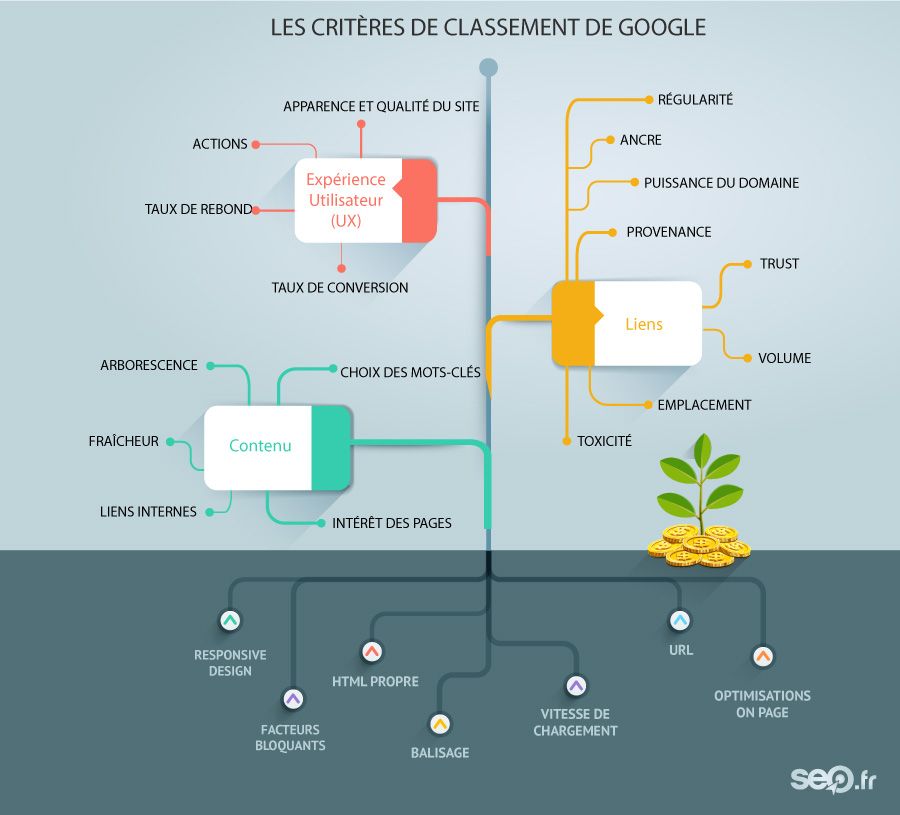 LES CRITÈRES DE CLASSEMENT DE GOOGLE
APPARENCE ET QUALITÉ DU SITE
ACTIONS
Expérience
Utilisateur
(UX)
TAUX DE REBOND
TAUX DE CONVERSION
RÉGULARITÉ
ANCRE
PUISSANCE DU DOMAINE
PROVENANCE
TRUST
Liens
VOLUME
EMPLACEMENT
TOXICITÉ
ARBORESCENCE
CHOIX DES MOTS-CLÉS
FRAÎCHEUR
Contenu
LIENS INTERNES
INTÉRÊT DES PAGES
RESPONSIVE
DESIGN
FACTEURS
BLOQUANTS
HTML PROPRE
BALISAGE
VITESSE DE
CHARGEMENT
URL
OPTIMISATIONS
ON PAGE
seo.fr